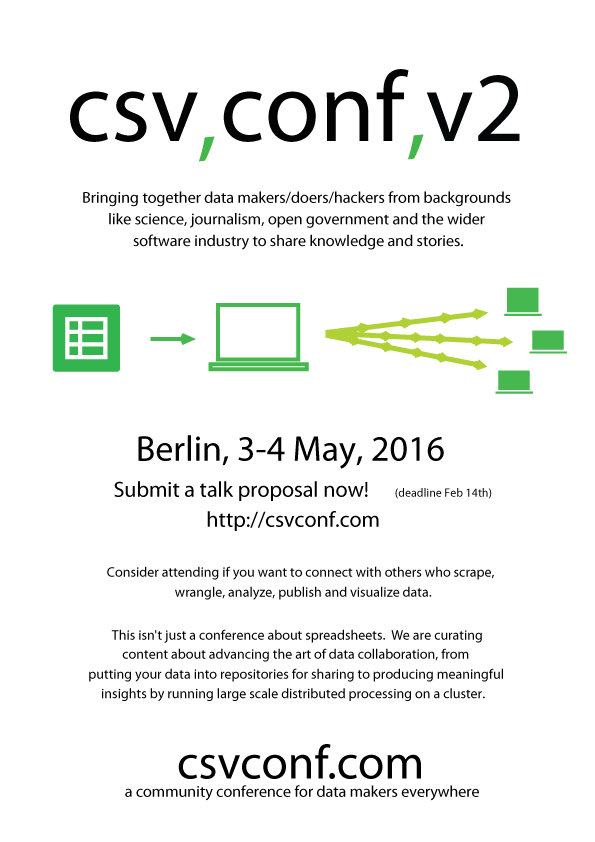 csv,conf,v2
Bringing together data makers/doers/hackers from backgrounds
like science, journalism, open government and the wider
software industry to share knowledge and stories.
Berlin, 3-4 May, 2016
Submit a talk proposal now! (deadline Feb 14th)
http://csvconf.com
Consider attending if you want to connect with others who scrape,
wrangle, analyze, publish and visualize data.
This isn't just a conference about spreadsheets. We are curating
content about advancing the art of data collaboration, from
putting your data into repositories for sharing to producing meaningful
insights by running large scale distributed processing on a cluster.
csvconf.com
a community conference for data makers everywhere